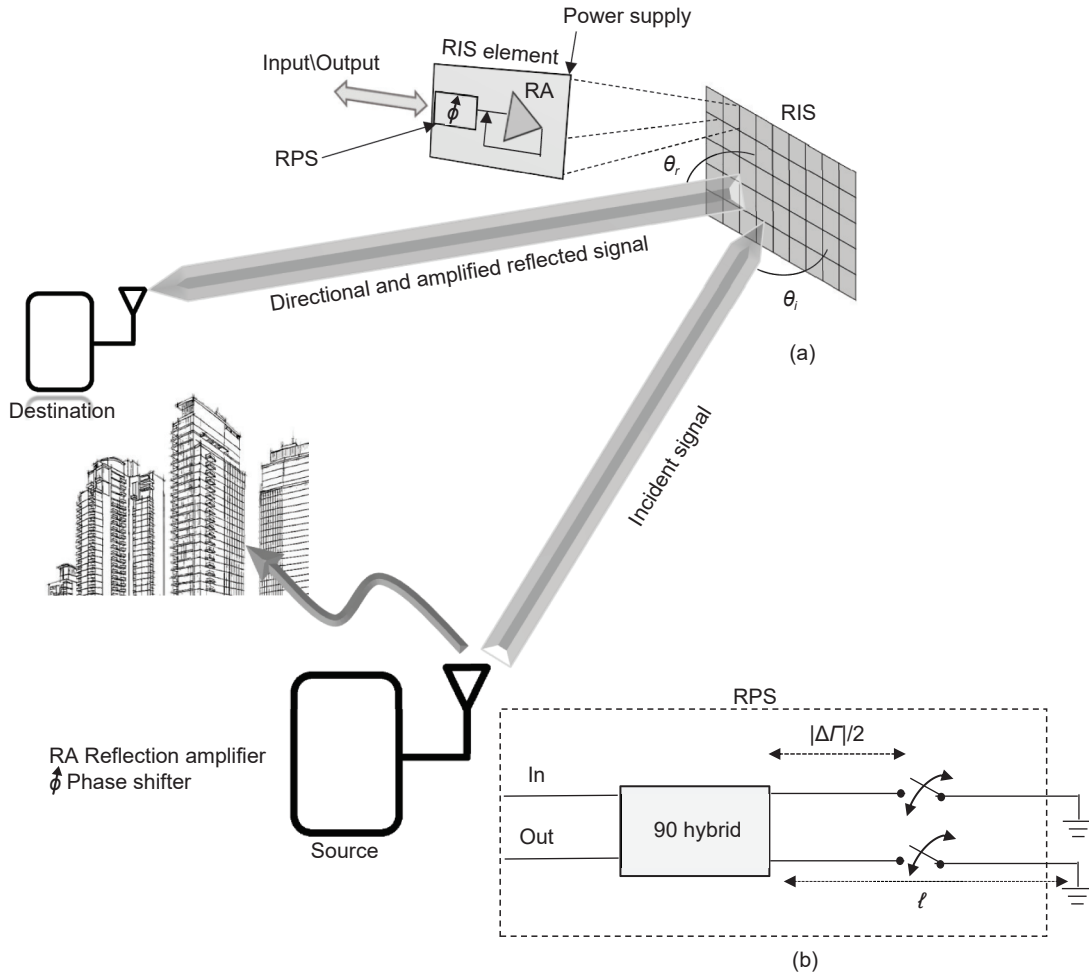 Power supply
RIS element
Input\Output
RA
ϕ
RPS
RIS
θr
Directional and amplified reflected signal
θi
(a)
Destination
Incident signal
RPS
|ΔΓ|/2
RA Reflection amplifier
ϕ Phase shifter
In
90 hybrid
Out
Source
ℓ
(b)